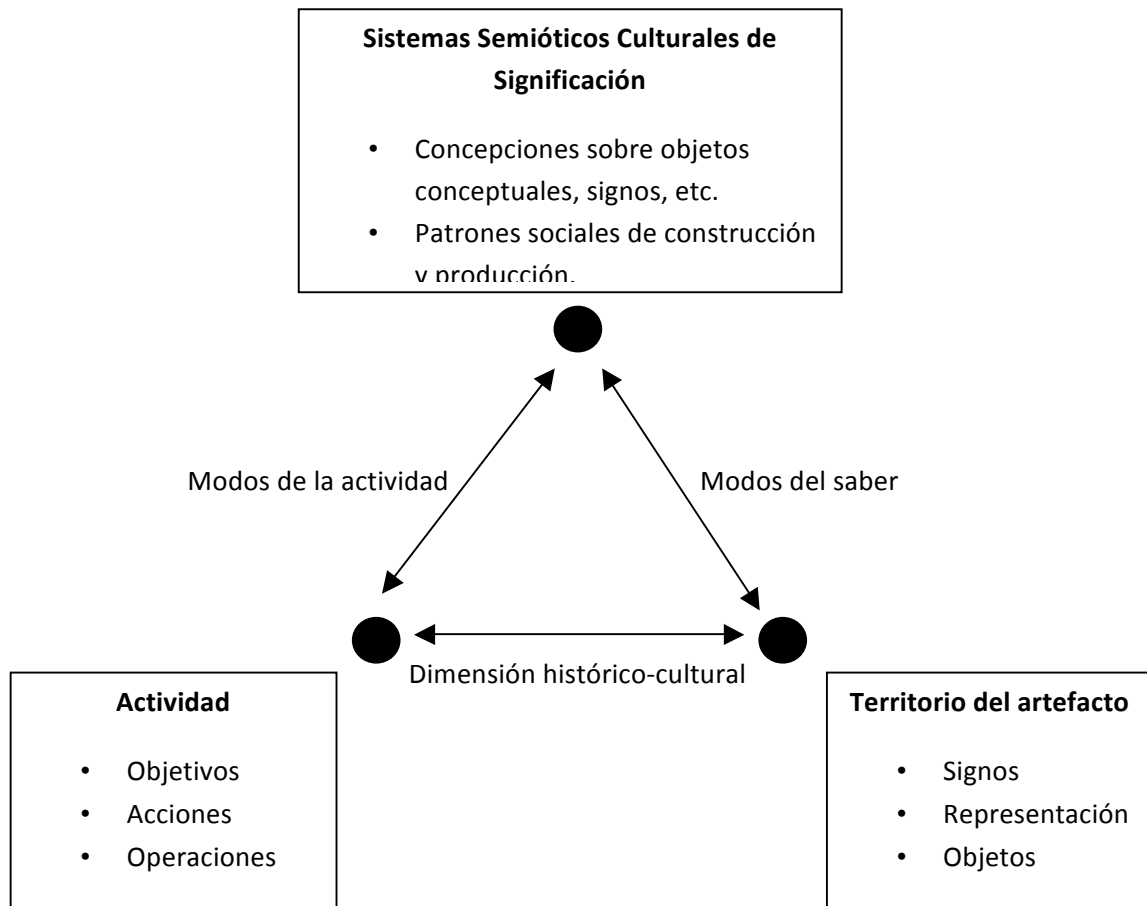 Sistemas Semióticos Culturales de
Significación
• Concepciones sobre objetos
conceptuales, signos, etc.
• Patrones sociales de construcción
y producción.
Modos de la actividad
Modos del saber
Dimensión histórico-cultural
Actividad
• Objetivos
• Acciones
• Operaciones
Territorio del artefacto
• Signos
• Representación
• Objetos